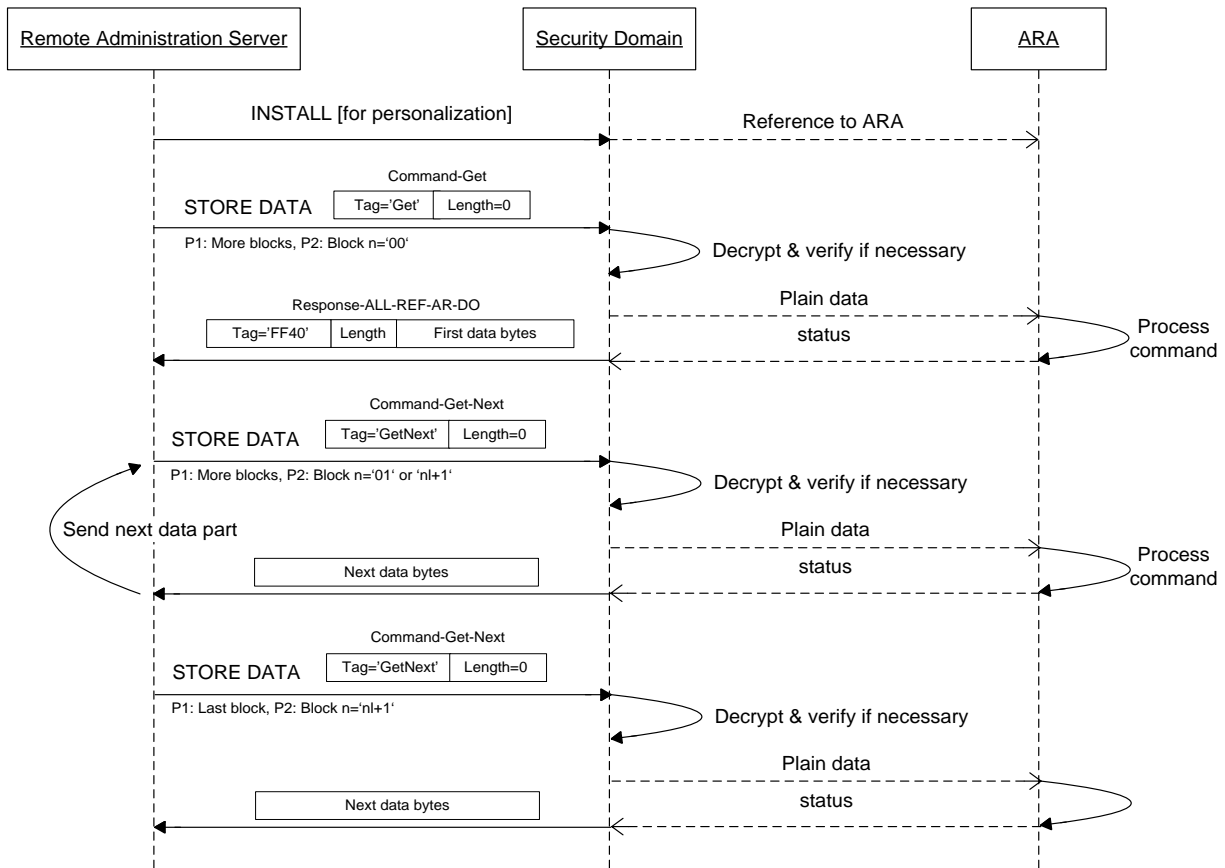 Remote Administration Server
Security Domain
ARA
INSTALL [for personalization]
Reference to ARA
Command-Get
STORE DATA
Tag=’Get’
Length=0
P1: More blocks, P2: Block n=‘00‘
Decrypt & verify if necessary
Response-ALL-REF-AR-DO
Plain data
Tag=’FF40’
Length
First data bytes
status
Process
command
Command-Get-Next
STORE DATA
Tag=’GetNext’
Length=0
P1: More blocks, P2: Block n=‘01‘ or ‘nl+1‘
Decrypt & verify if necessary
Send next data part
Plain data
Next data bytes
status
Process
command
Command-Get-Next
STORE DATA
Tag=’GetNext’
Length=0
P1: Last block, P2: Block n=‘nl+1‘
Decrypt & verify if necessary
Plain data
Next data bytes
status